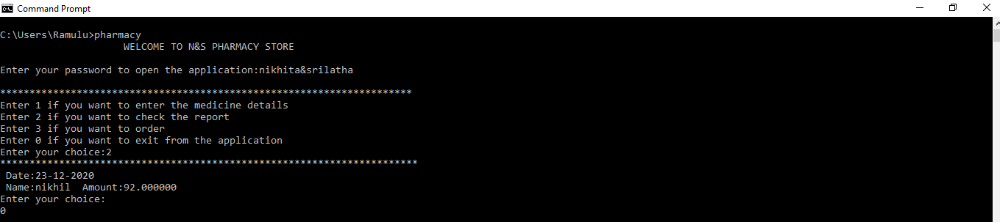 Command Prompt
C:\Users\Ramulu>pharmacy
WELCOME TO N&S PHARMACY STORE
Enter your password to open the application:nikhita&srilatha
**********************************************************************
Enter 1 if you want to enter the medicine details
Enter 2 if you want to check the report
Enter 3 if you want to order
Enter 0 if you want to exit from the application
Enter your choice:2
***********************************************************************
Date:23-12-2020
Name:nikhil  Amount:92.000000
Enter your choice:
0